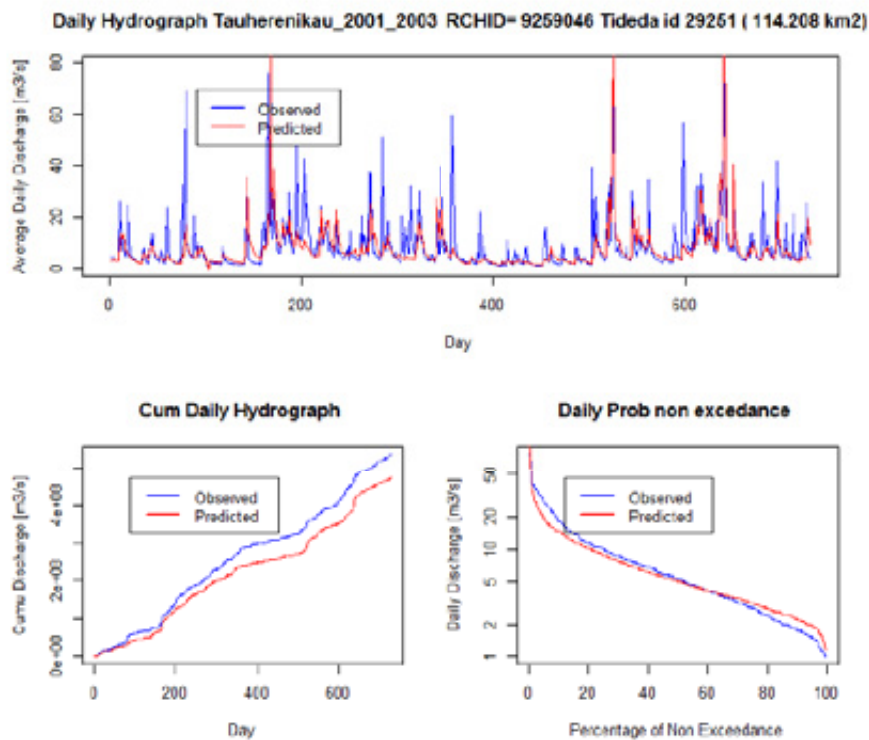 Daily Hydrograph Tauherenikau_2001_2003 RCHID= 9259046 Tideda id 29251 ( 114.208 km2)
Average Daily Discharge [m3/s]
80
60
40
20
0
Observed
Predicted
0 200 400 600
Day
Cum Daily Hydrograph
Cumu Discharge [m3/s]
4e+00
2e+00
0e+00
Observed
Predicted
0 200 400 600
Day
Daily Prob non excedance
Daily Discharge [m3/s]
50
20
10
5
2
1
Observed
Predicted
0 20 40 60 80 100
Percentage of Non Exceedance